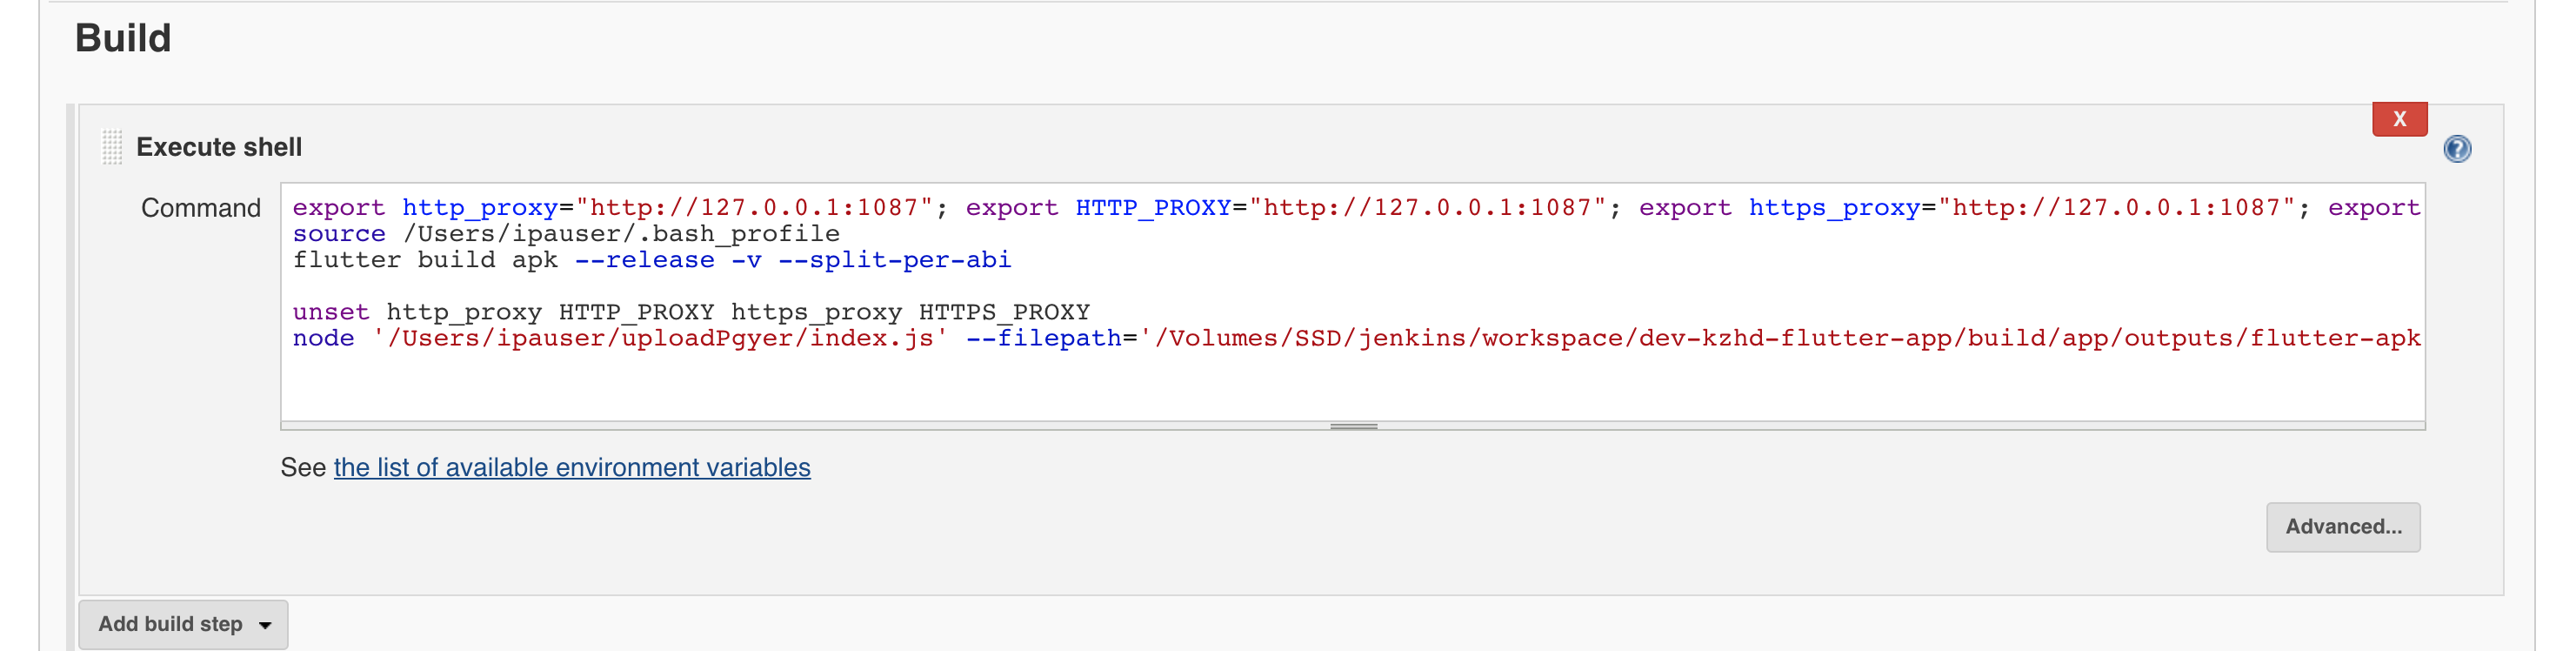 Build
Execute shell
X
?
Command
export http_proxy="http://127.0.0.1:1087"; export HTTP_PROXY="http://127.0.0.1:1087"; export https_proxy="http://127.0.0.1:1087"; export
source /Users/ipauser/.bash_profile
flutter build apk --release -v --split-per-abi
unset http_proxy HTTP_PROXY https_proxy HTTPS_PROXY
node '/Users/ipauser/uploadPgyer/index.js' --filepath='/Volumes/SSD/jenkins/workspace/dev-kzhd-flutter-app/build/app/outputs/flutter-apk
See the list of available environment variables
Advanced...
Add build step